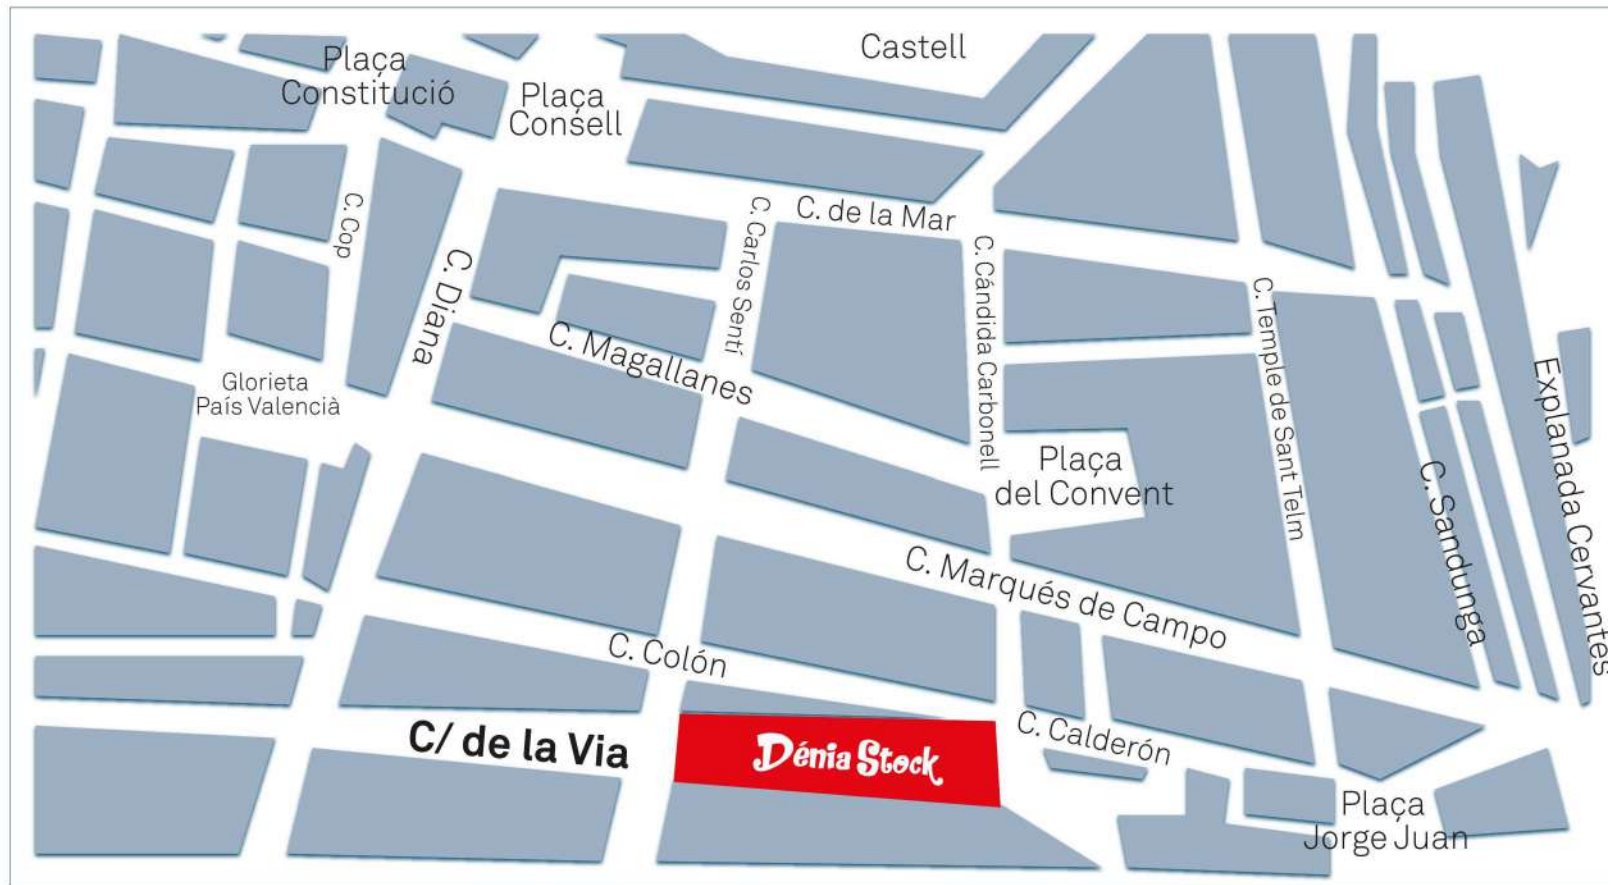 Castell
Plaça
Constitució
Plaça
Consell
C. Cop
C. Diana
C. Carlos Sentí
C. de la Mar
C. Cándida Carbonell
C. Temple de Sant Telm
C. Magallanes
Glorieta
País Valencià
Plaça
del Convent
C. Sandunga
Explanada Cervantes
C. Marqués de Campo
C. Colón
C/ de la Via
Dénia Stock
C. Calderón
Plaça
Jorge Juan